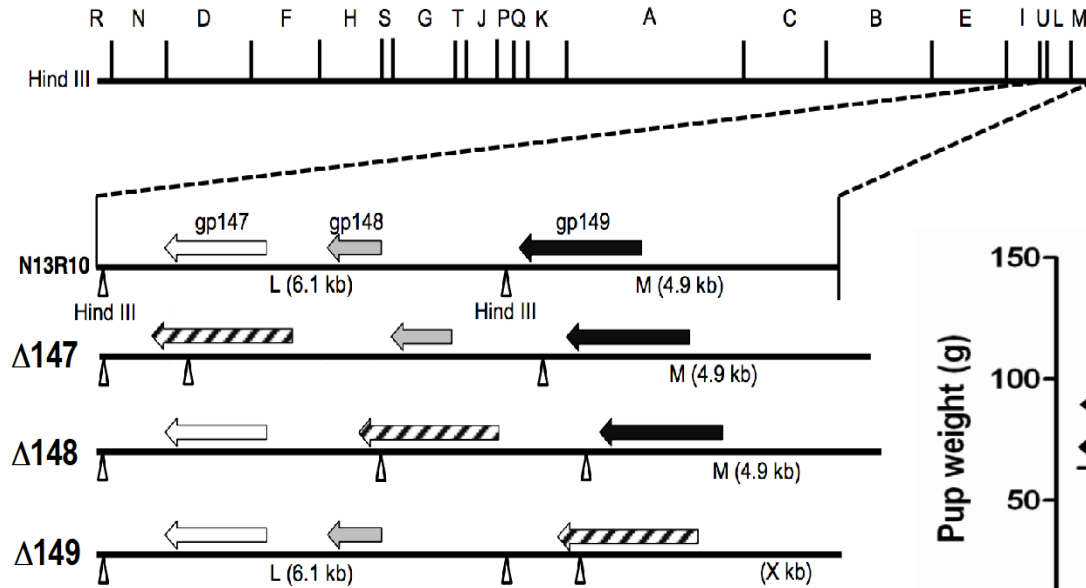 R N D F H S G T J P Q K A C B E I U L M
Hind III
gp147 gp148 gp149
N13R10
L (6.1 kb) M (4.9 kb)
Hind III Hind III
Δ147
M (4.9 kb)
Δ148
M (4.9 kb)
Δ149
L (6.1 kb) (X kb)
150
100
50
Pup weight (g)